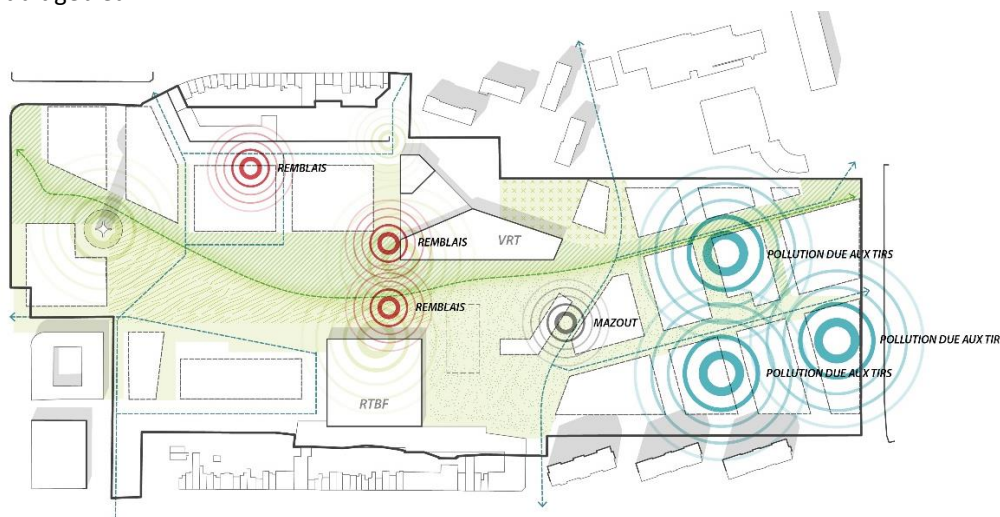 REMBLAIS
REMBLAIS
VRT
POLLUTION DUE AUX TIRS
REMBLAIS
MAZOUT
POLLUTION DUE AUX TIR
POLLUTION DUE AUX TIRS
RTBF